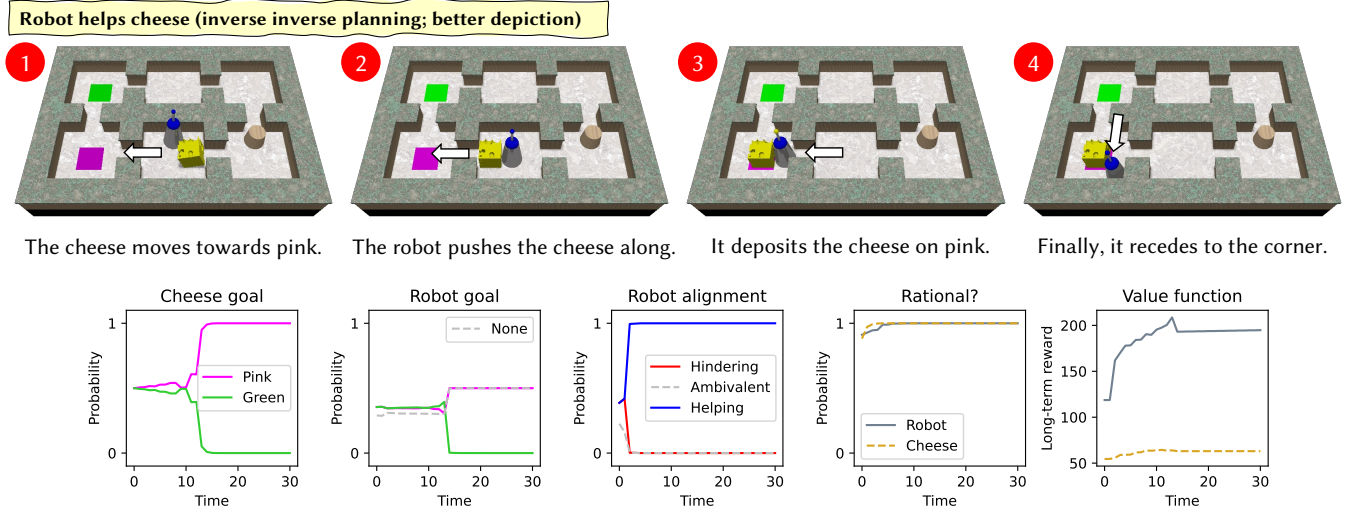 Robot helps cheese (inverse inverse planning; better depiction)
1
2
3
4
The cheese moves towards pink.
The robot pushes the cheese along.
It deposits the cheese on pink.
Finally, it recedes to the corner.
Cheese goal
1
0
Probability
Pink
Green
0 10 20 30
Time
Robot goal
1
0
Probability
None
0 10 20 30
Time
Robot alignment
1
0
Probability
Hindering
Ambivalent
Helping
0 10 20 30
Time
Rational?
1
0
Probability
Robot
Cheese
0 10 20 30
Time
Value function
200
150
100
50
Long-term reward
0 10 20 30
Time